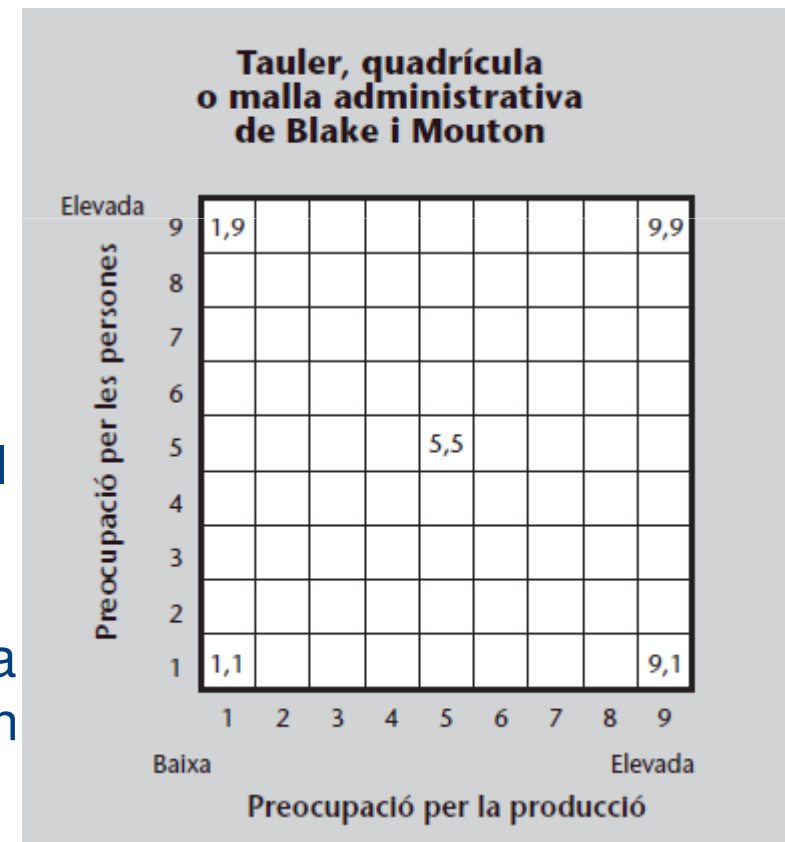 Tauler, quadrícula
o malla administrativa
de Blake i Mouton
Elevada
9 1,9 9,9
8
7
6
5 5,5
4
3
2
1 1,1 9,1
Preocupació per les persones
1 2 3 4 5 6 7 8 9
Baixa Elevada
Preocupació per la producció
a